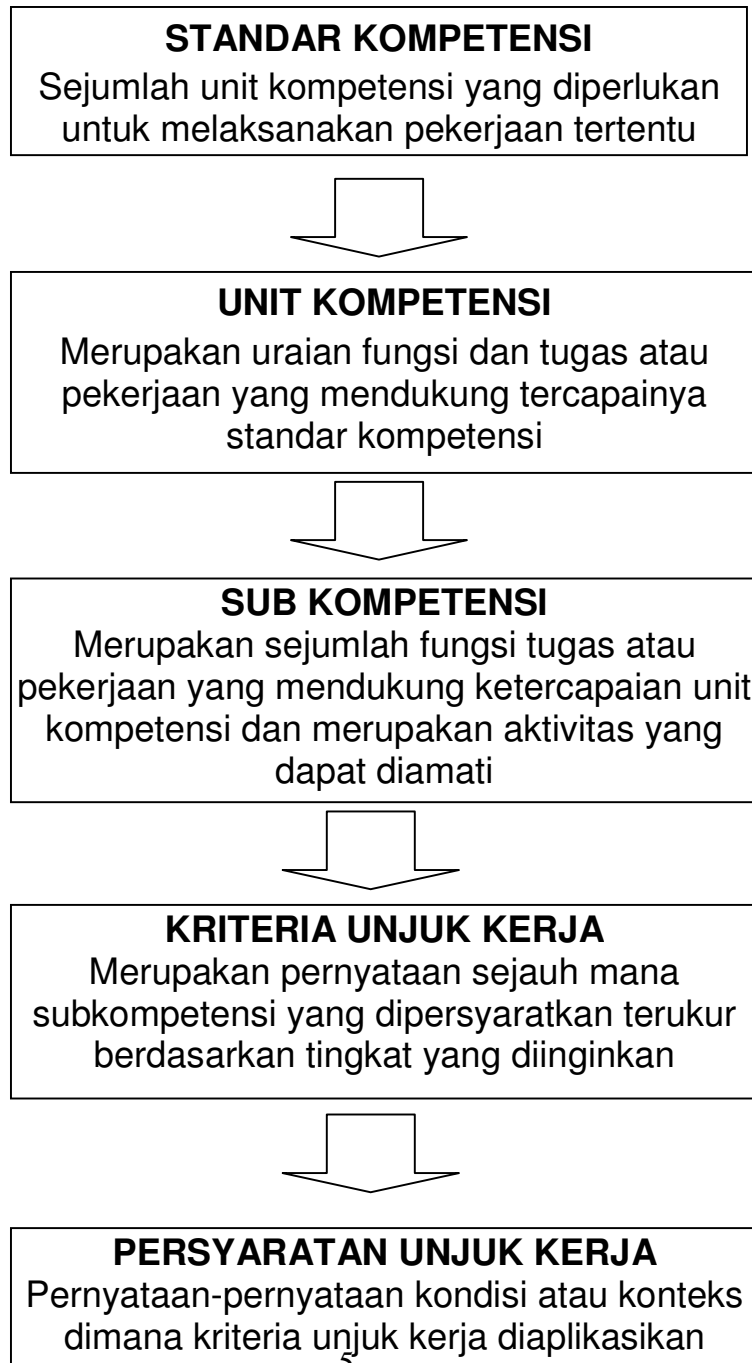 STANDAR KOMPETENSI
Sejumlah unit kompetensi yang diperlukan
untuk melaksanakan pekerjaan tertentu
UNIT KOMPETENSI
Merupakan uraian fungsi dan tugas atau
pekerjaan yang mendukung tercapainya
standar kompetensi
SUB KOMPETENSI
Merupakan sejumlah fungsi tugas atau
pekerjaan yang mendukung ketercapaian unit
kompetensi dan merupakan aktivitas yang
dapat diamati
KRITERIA UNJUK KERJA
Merupakan pernyataan sejauh mana
subkompetensi yang dipersyaratkan terukur
berdasarkan tingkat yang diinginkan
PERSYARATAN UNJUK KERJA
Pernyataan-pernyataan kondisi atau konteks
dimana kriteria unjuk kerja diaplikasikan
5